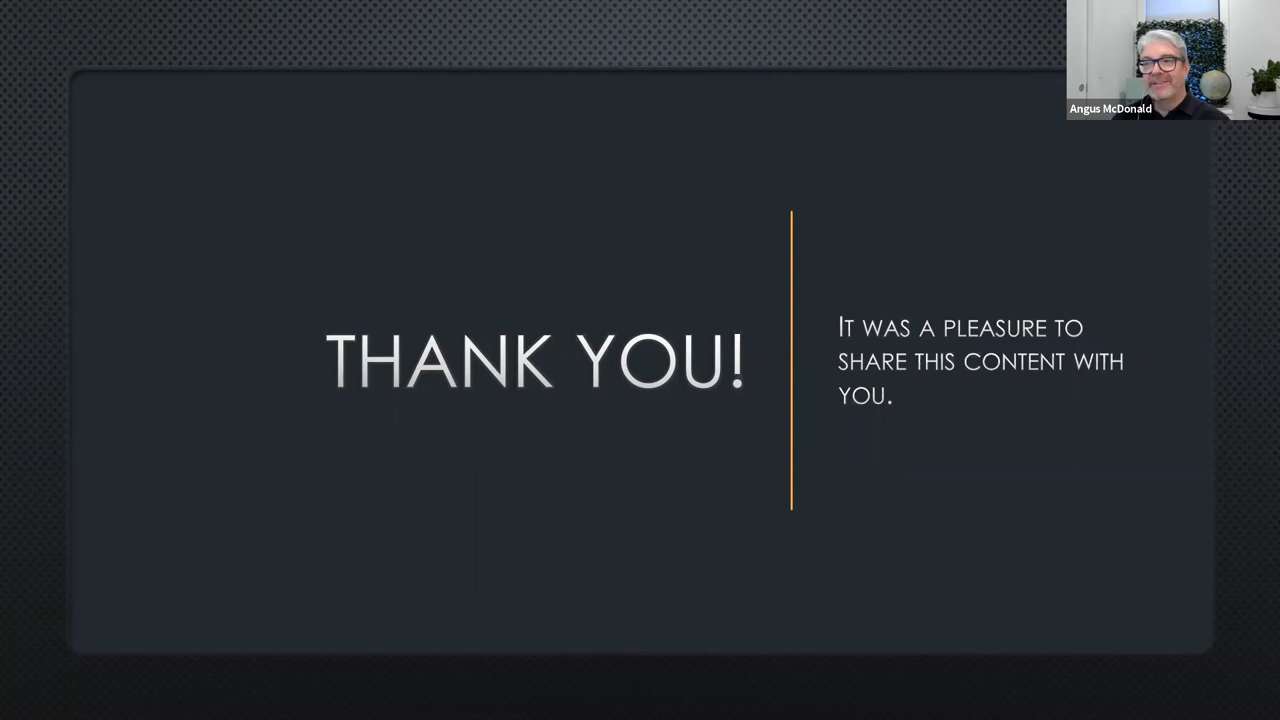 Angus McDonald
THANK YOU!
IT WAS A PLEASURE TO
SHARE THIS CONTENT WITH
YOU.